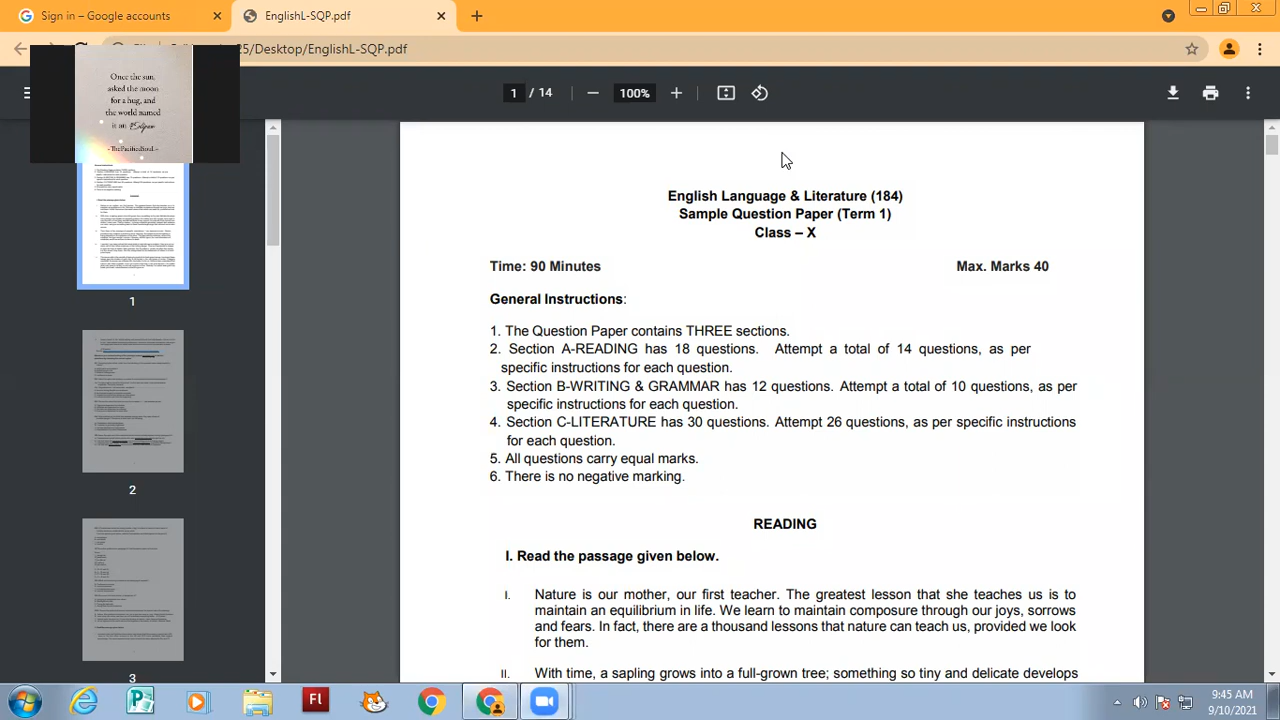 Sign in – Google accounts
EnglishL-SQP.pdf
25/Desktop/EnglishL-SQP.pdf
Once the sun,
asked the moon
for a hug, and
the world named
it an
~ThePacifiedSoul.~
1 / 14
100%
1
2
3
English Language & Literature (184)
Sample Question Paper (Term 1)
Class – X
Time: 90 Minutes Max. Marks 40
General Instructions:
1. The Question Paper contains THREE sections.
2. Section A-READING has 18 questions. Attempt a total of 14 questions, as per
specific instructions for each question.
3. Section B-WRITING & GRAMMAR has 12 questions. Attempt a total of 10 questions, as per
specific instructions for each question.
4. Section C-LITERATURE has 30 questions. Attempt 26 questions, as per specific instructions
for each question.
5. All questions carry equal marks.
6. There is no negative marking.
READING
I. Read the passage given below.
I. Nature is our mother, our first teacher. The greatest lesson that she teaches us is to
maintain an equilibrium in life. We learn to maintain composure through our joys, sorrows
and fears. In fact, there are a thousand lessons that nature can teach us, provided we look
for them.
II. With time, a sapling grows into a full-grown tree; something so tiny and delicate develops
Fl
9:45 AM
9/10/2021